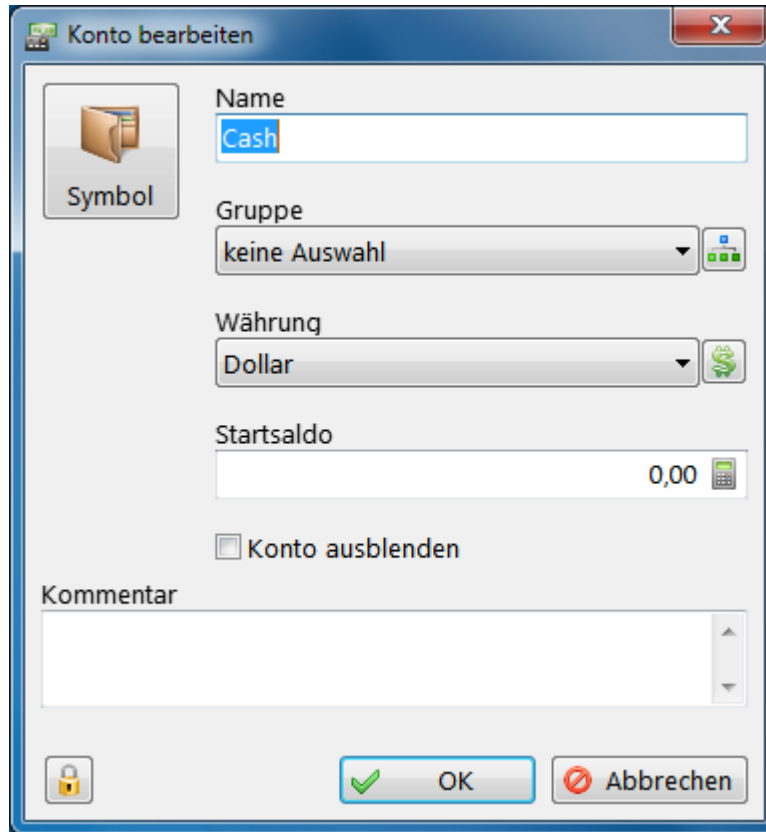 Konto bearbeiten
Name
Cash
Symbol
Gruppe
keine Auswahl
Währung
Dollar
Startsaldo
0,00
Konto ausblenden
Kommentar
OK
Abbrechen